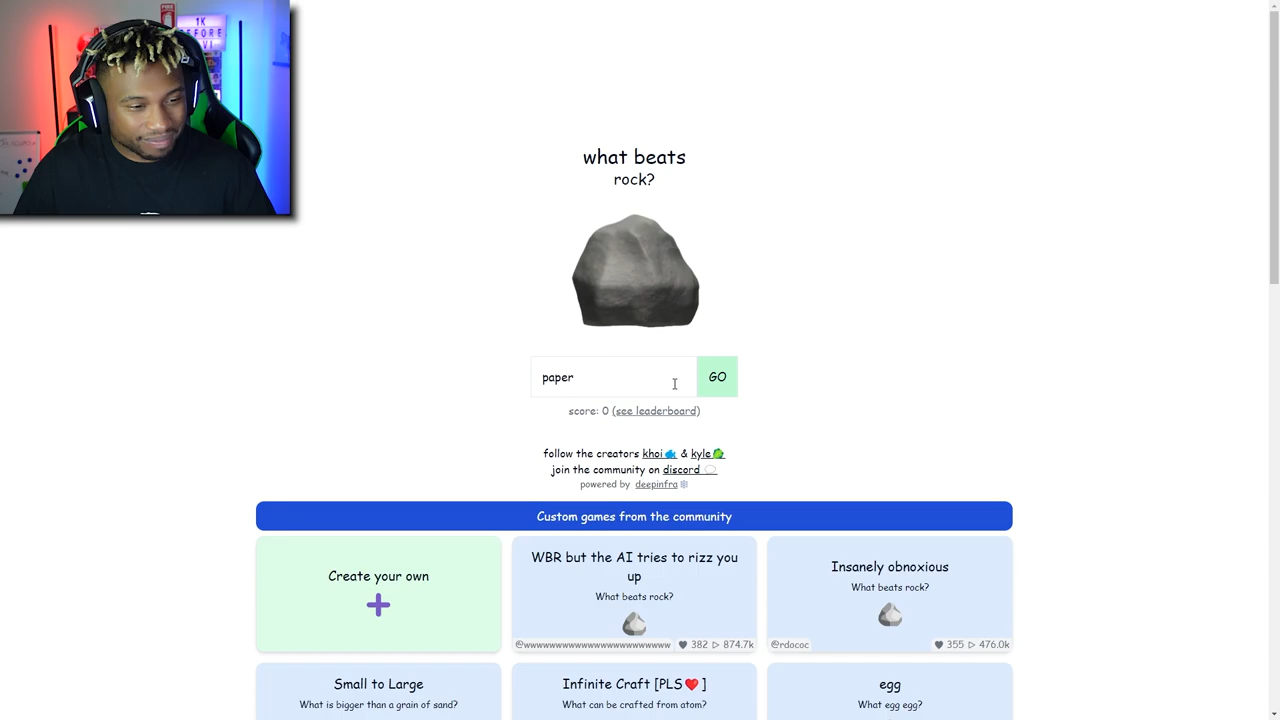 1K
what beats
rock?
paper
GO
score: 0 (see leaderboard)
follow the creators khoi & kyle
join the community on discord
powered by deepinfra
Custom games from the community
Create your own
WBR but the AI tries to rizz you
up
What beats rock?
@wwwwwwwwwwwwwwwwwwwwww 382 874.7k
Insanely obnoxious
What beats rock?
@rdococ 355 476.0k
Small to Large
What is bigger than a grain of sand?
Infinite Craft [PLS❤️]
What can be crafted from atom?
egg
What egg egg?